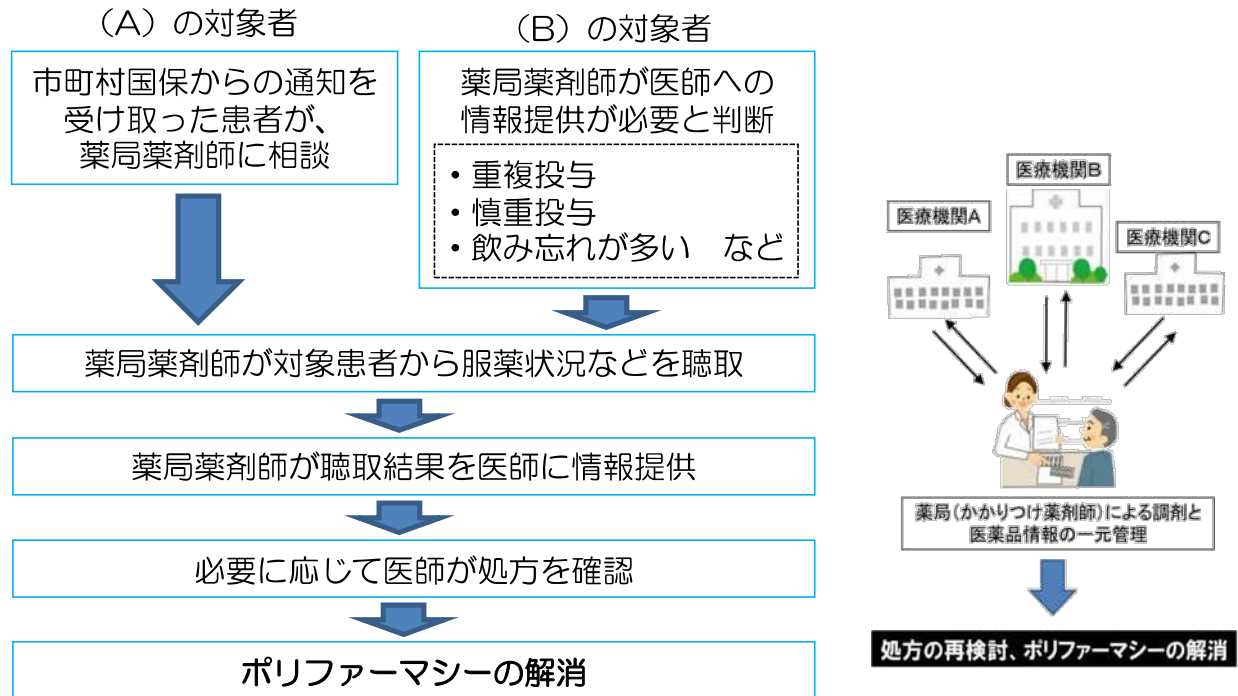 （A）の対象者
市町村国保からの通知を
受け取った患者が、
薬局薬剤師に相談
（B）の対象者
薬局薬剤師が医師への
情報提供が必要と判断
・重複投与
・慎重投与
・飲み忘れが多い　など
薬局薬剤師が対象患者から服薬状況などを聴取
薬局薬剤師が聴取結果を医師に情報提供
必要に応じて医師が処方を確認
ポリファーマシーの解消
医療機関B
医療機関A
医療機関C
薬局（かかりつけ薬剤師）による調剤と
医薬品情報の一元管理
処方の再検討、ポリファーマシーの解消